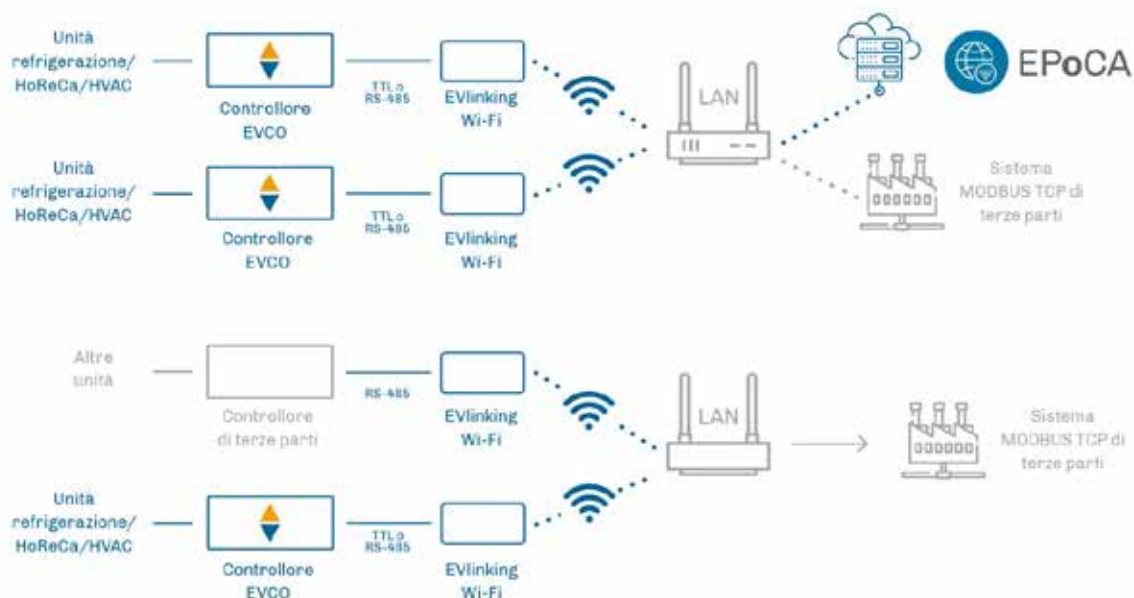 Unità
refrigerazione/
HoReCa/HVAC
Controllore
EVCO
TTL o
RS-485
EVlinking
Wi-Fi
LAN
EPoCA
Unità
refrigerazione/
HoReCa/HVAC
Controllore
EVCO
TTL o
RS-485
EVlinking
Wi-Fi
Sistema
MODBUS TCP di
terze parti
Altre
unità
Controllore
di terze parti
RS-485
EVlinking
Wi-Fi
LAN
Sistema
MODBUS TCP di
terze parti
Unità
refrigerazione/
HoReCa/HVAC
Controllore
EVCO
TTL o
RS-485
EVlinking
Wi-Fi